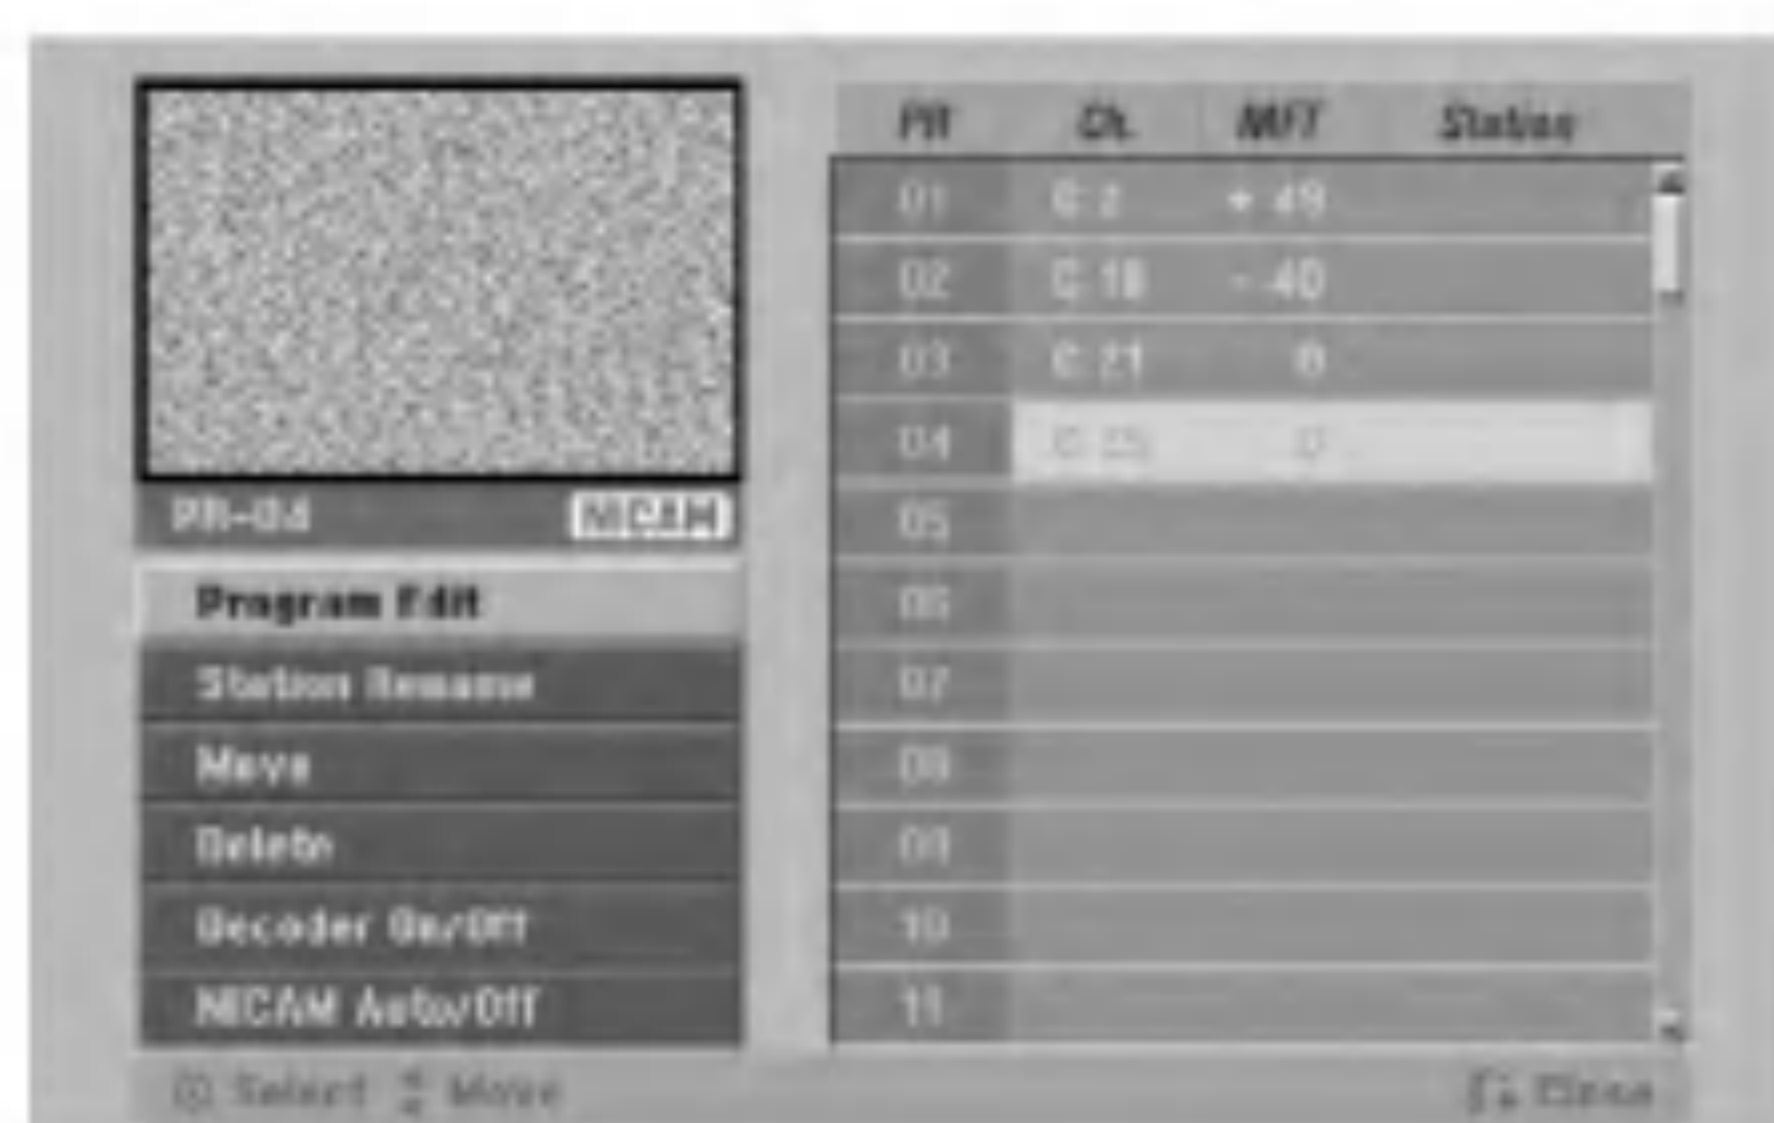 PR-04 NICAM
Program Edit
Station Rename
Move
Delete
Decoder On/Off
NICAM Auto/Off
PR Ch. MFT Station
01 C 2 + 49
02 C 18 - 40
03 C 21 0
04 C 25 0
05
06
07
08
09
10
11
Select Move
Close